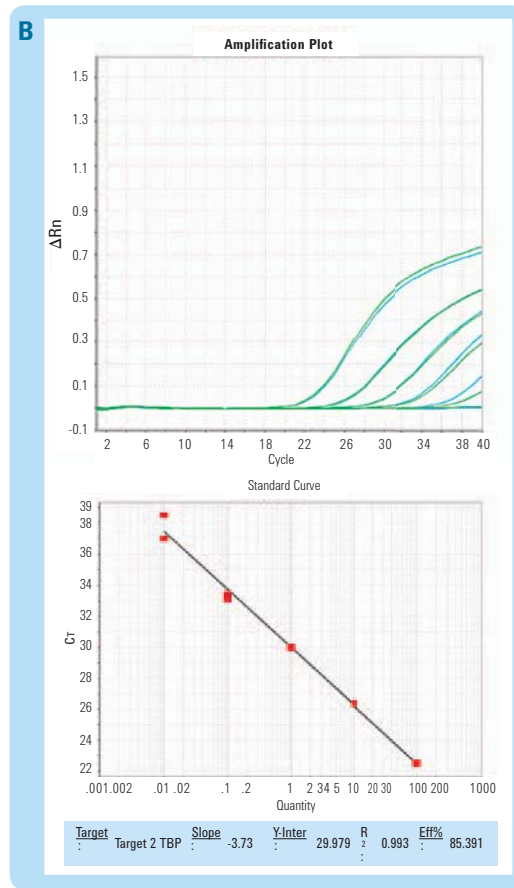 B
Amplification Plot
1.5
1.3
1.1
0.9
0.7
0.5
0.3
0.1
-0.1
ΔRn
2 6 10 14 18 22 26 30 34 38 40
Cycle
Standard Curve
39
38
36
34
32
30
28
26
24
22
CT
.001.002 .01 .02 .1 .2 1 2 34 5 10 20 30 100 200 1000
Quantity
Target : Target 2 TBP Slope : -3.73 Y-Inter : 29.979 R 2 : 0.993 Eff% : 85.391